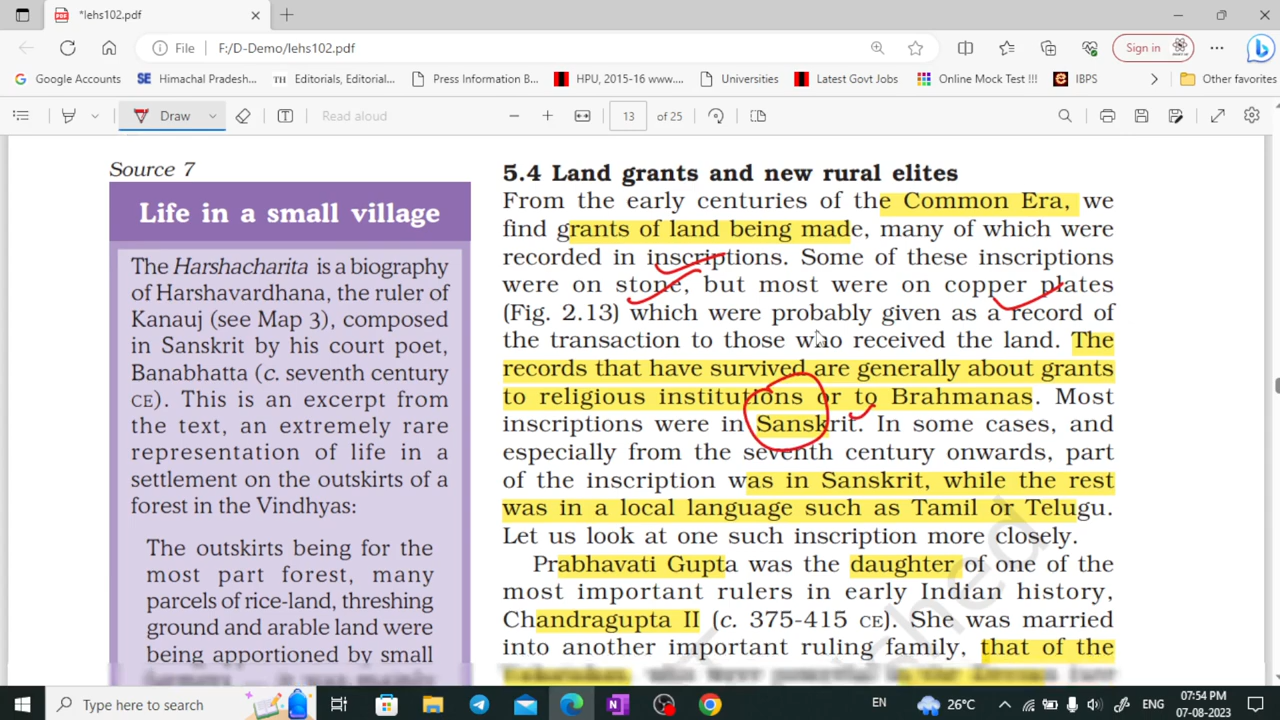 *lehs102.pdf
File
F:/D-Demo/lehs102.pdf
Sign in
Google Accounts
SE Himachal Pradesh...
TH Editorials, Editorial...
Press Information B...
HPU, 2015-16 www....
Universities
Latest Govt Jobs
Online Mock Test !!!
IBPS
Other favorites
Draw
Read aloud
13 of 25
Source 7
Life in a small village
The Harshacharita is a biography
of Harshavardhana, the ruler of
Kanauj (see Map 3), composed
in Sanskrit by his court poet,
Banabhatta (c. seventh century
CE). This is an excerpt from
the text, an extremely rare
representation of life in a
settlement on the outskirts of a
forest in the Vindhyas:
The outskirts being for the
most part forest, many
parcels of rice-land, threshing
ground and arable land were
being apportioned by small
5.4 Land grants and new rural elites
From the early centuries of the Common Era, we
find grants of land being made, many of which were
recorded in inscriptions. Some of these inscriptions
were on stone, but most were on copper plates
(Fig. 2.13) which were probably given as a record of
the transaction to those who received the land. The
records that have survived are generally about grants
to religious institutions or to Brahmanas. Most
inscriptions were in Sanskrit. In some cases, and
especially from the seventh century onwards, part
of the inscription was in Sanskrit, while the rest
was in a local language such as Tamil or Telugu.
Let us look at one such inscription more closely.
Prabhavati Gupta was the daughter of one of the
most important rulers in early Indian history,
Chandragupta II (c. 375-415 CE). She was married
into another important ruling family, that of the
Type here to search
EN
26°C
ENG
07:54 PM
07-08-2023